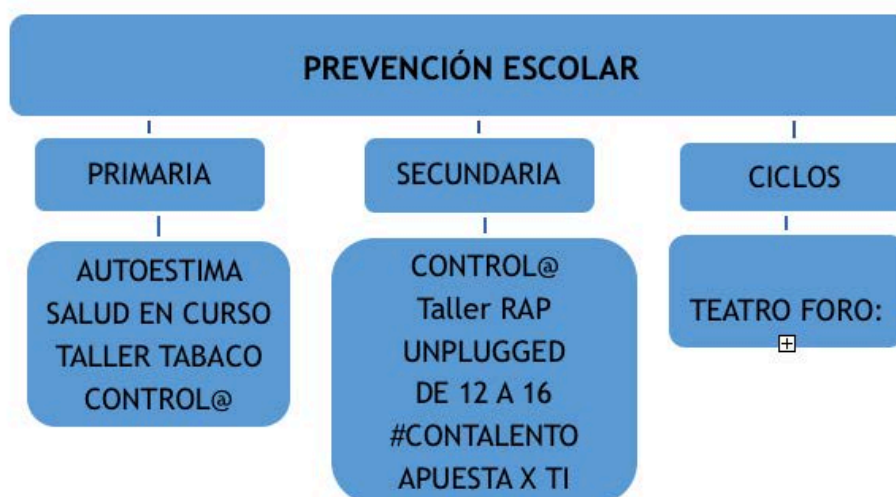 PREVENCIÓN ESCOLAR
PRIMARIA
SECUNDARIA
CICLOS
AUTOESTIMA
SALUD EN CURSO
TALLER TABACO
CONTROL@
CONTROL@
Taller RAP
UNPLUGGED
DE 12 A 16
#CONTALENTO
APUESTA X TI
TEATRO FORO: